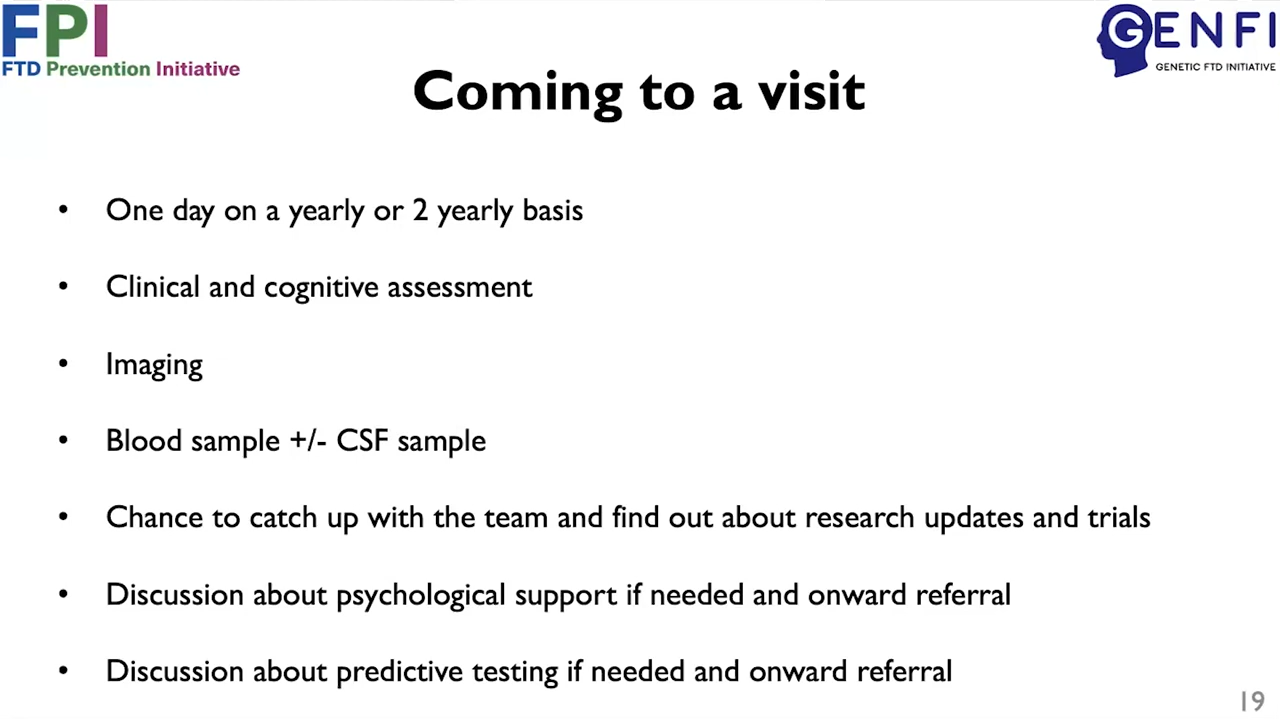 FPI
FTD Prevention Initiative
GENFI
GENETIC FTD INITIATIVE
Coming to a visit
• One day on a yearly or 2 yearly basis
• Clinical and cognitive assessment
• Imaging
• Blood sample +/- CSF sample
• Chance to catch up with the team and find out about research updates and trials
• Discussion about psychological support if needed and onward referral
• Discussion about predictive testing if needed and onward referral
19